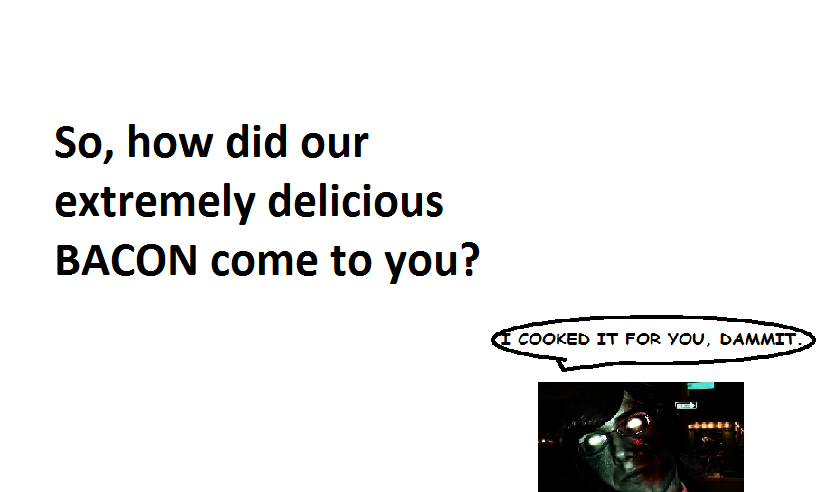 So, how did our
extremely delicious
BACON come to you?
I COOKED IT FOR YOU, DAMMIT.